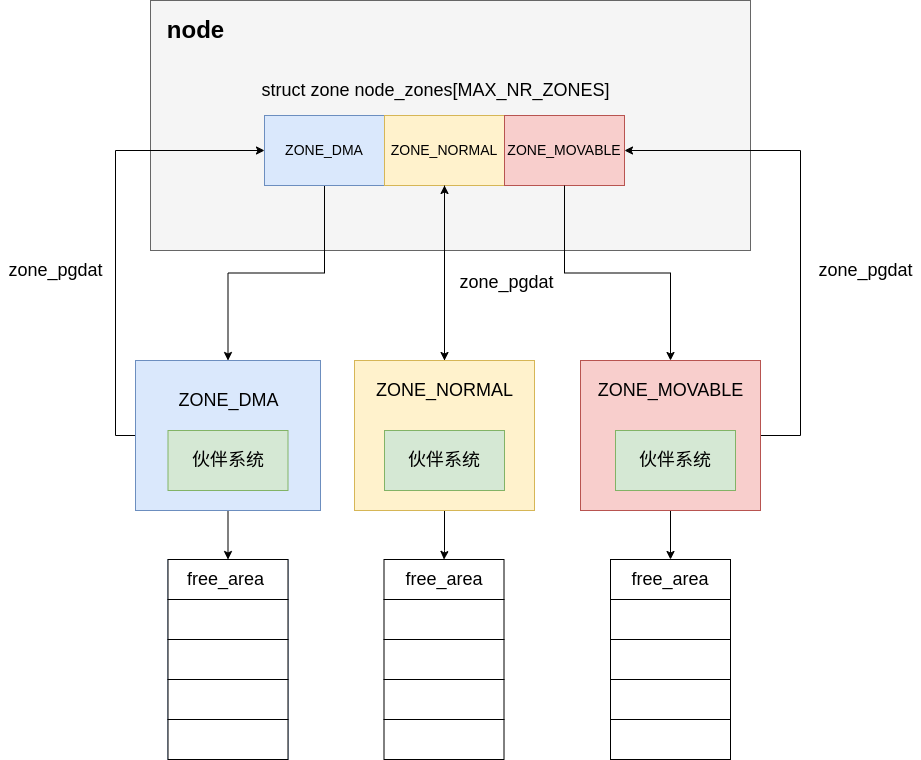 node
struct zone node_zones[MAX_NR_ZONES]
ZONE_DMA
ZONE_NORMAL
ZONE_MOVABLE
zone_pgdat
zone_pgdat
zone_pgdat
ZONE_DMA
ZONE_NORMAL
ZONE_MOVABLE
伙伴系统
伙伴系统
伙伴系统
free_area
free_area
free_area